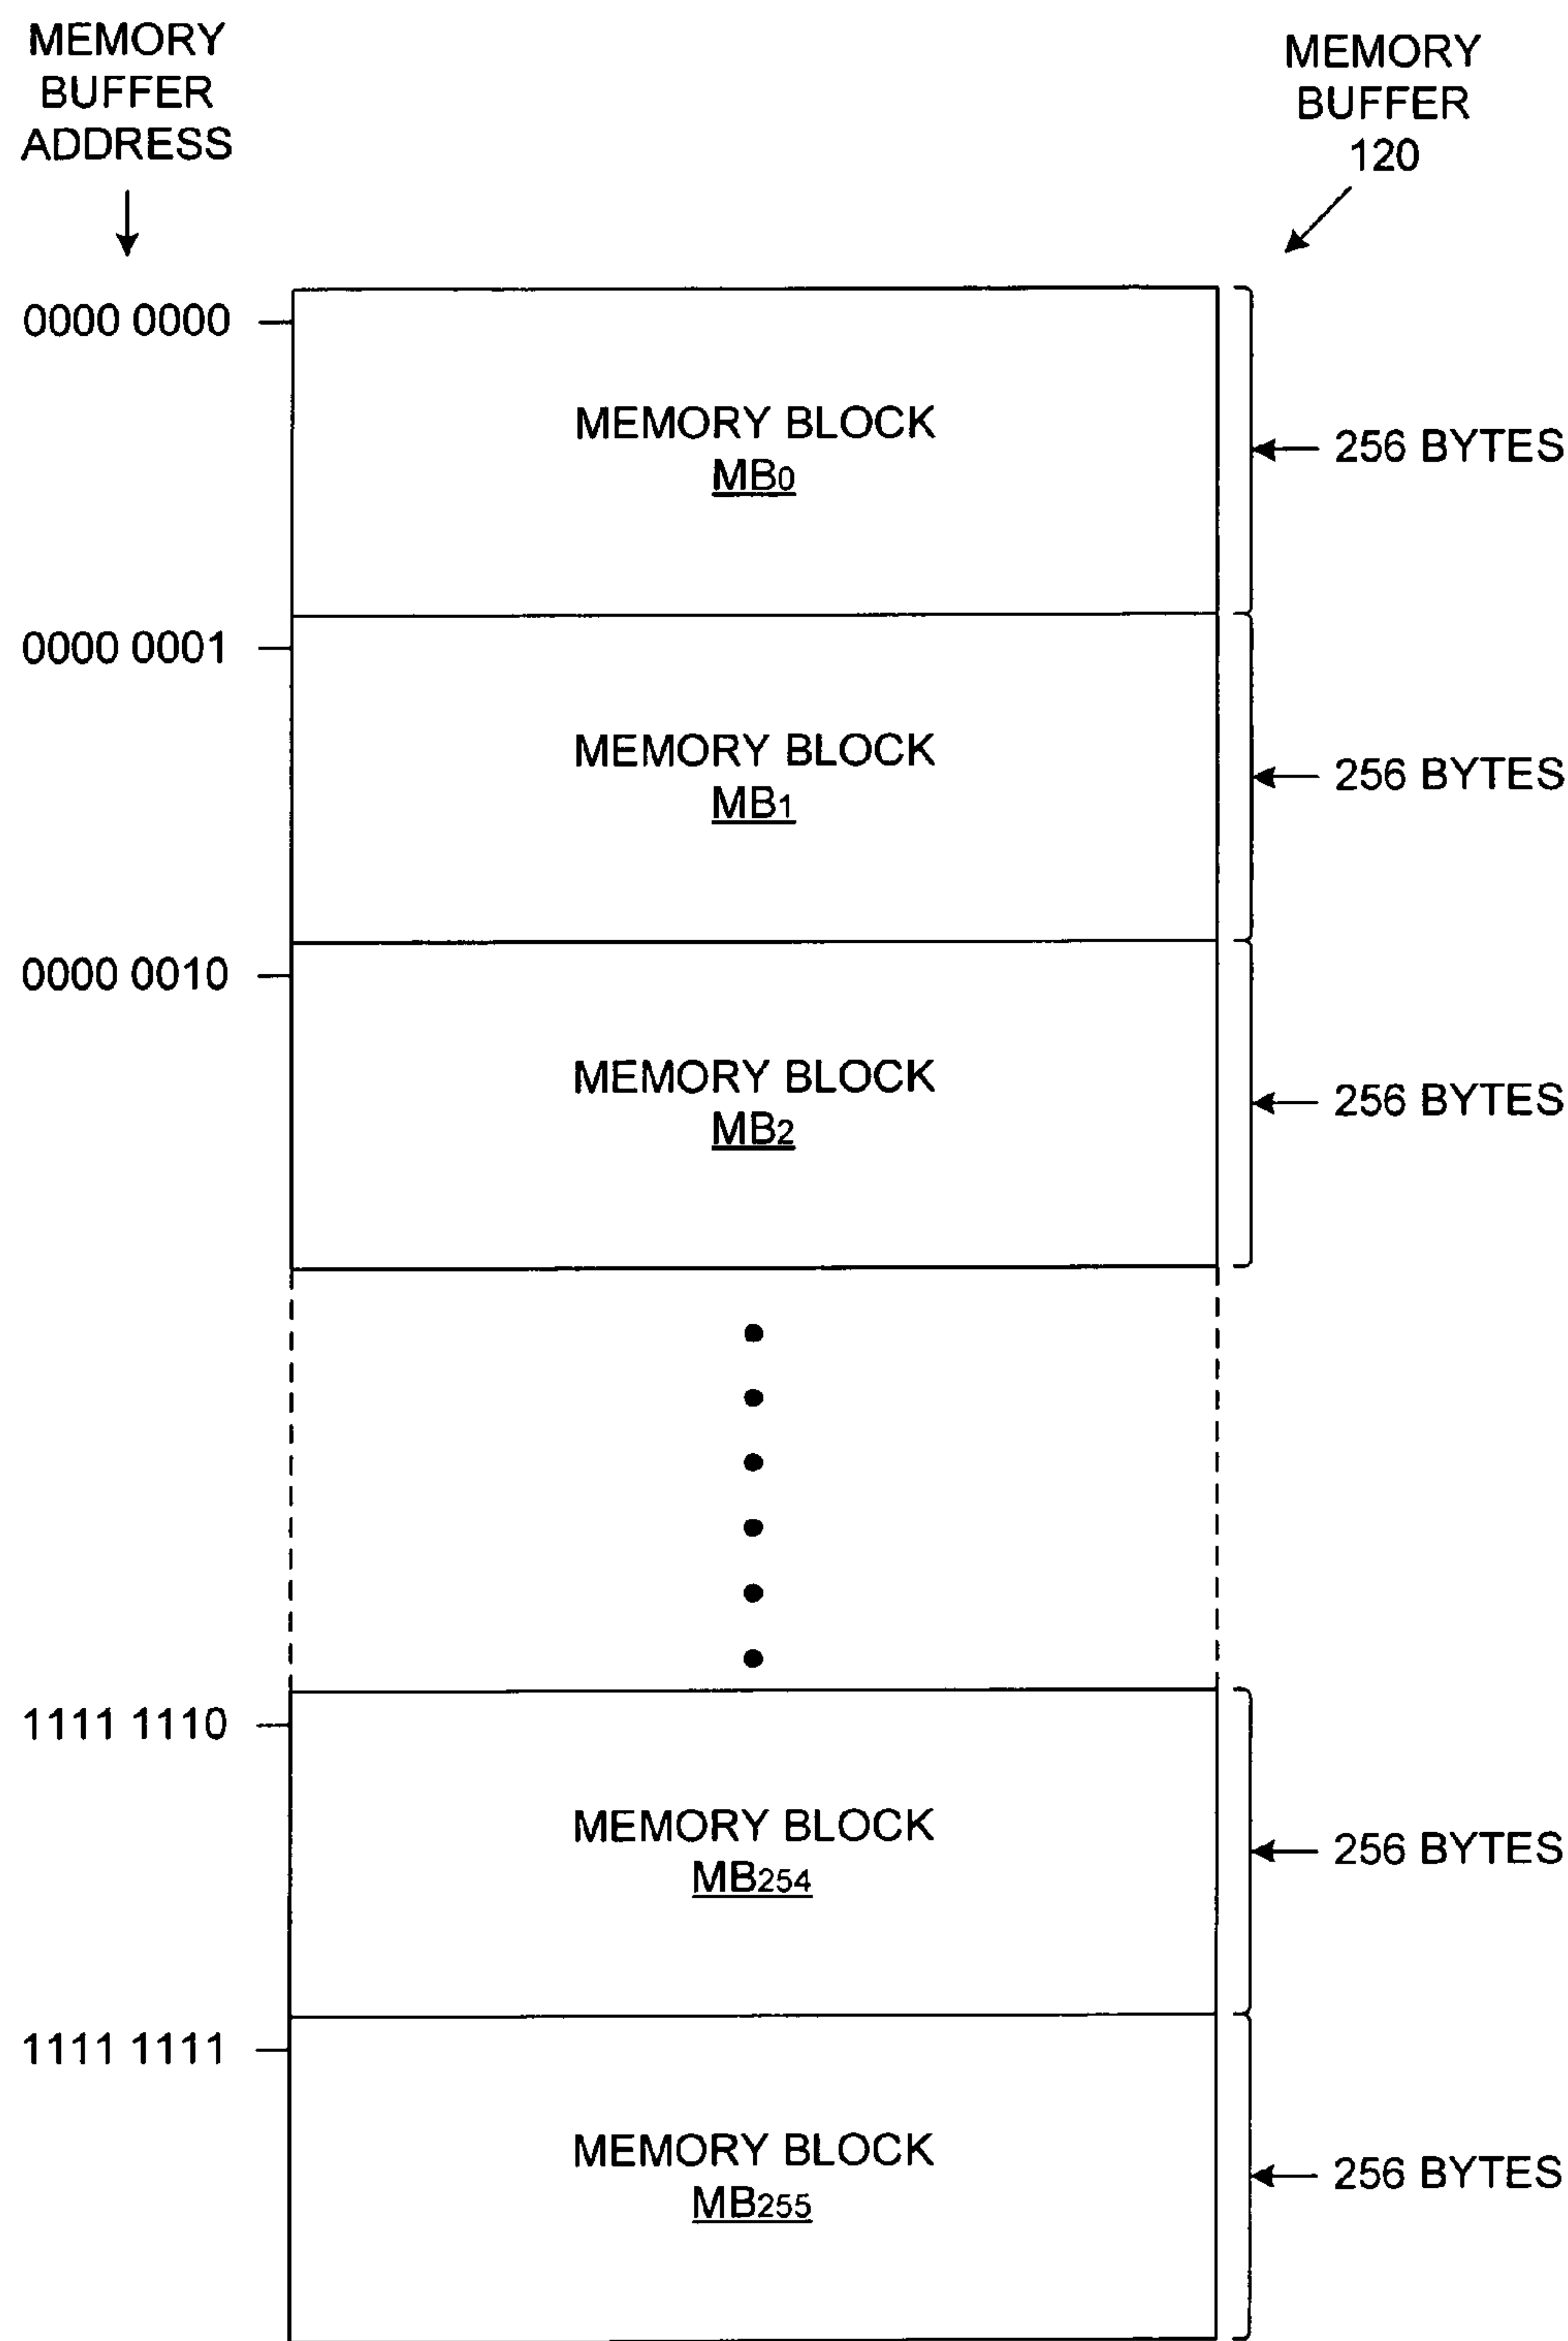 MEMORY
BUFFER
ADDRESS
MEMORY
BUFFER
120
0000 0000
MEMORY BLOCK
MB0
256 BYTES
0000 0001
MEMORY BLOCK
MB1
256 BYTES
0000 0010
MEMORY BLOCK
MB2
256 BYTES
1111 1110
MEMORY BLOCK
MB254
256 BYTES
1111 1111
MEMORY BLOCK
MB255
256 BYTES